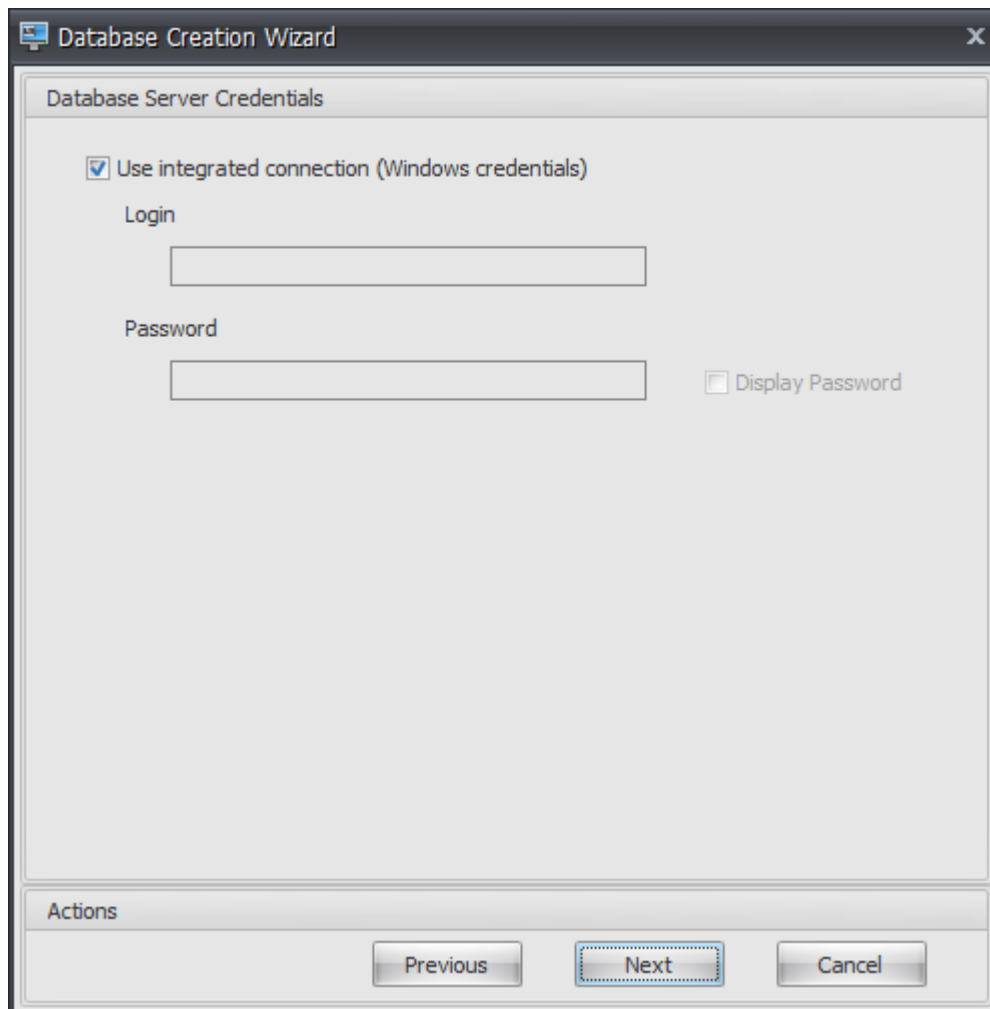 Database Creation Wizard
Database Server Credentials
Use integrated connection (Windows credentials)
Login
Password
Display Password
Actions
Previous Next Cancel